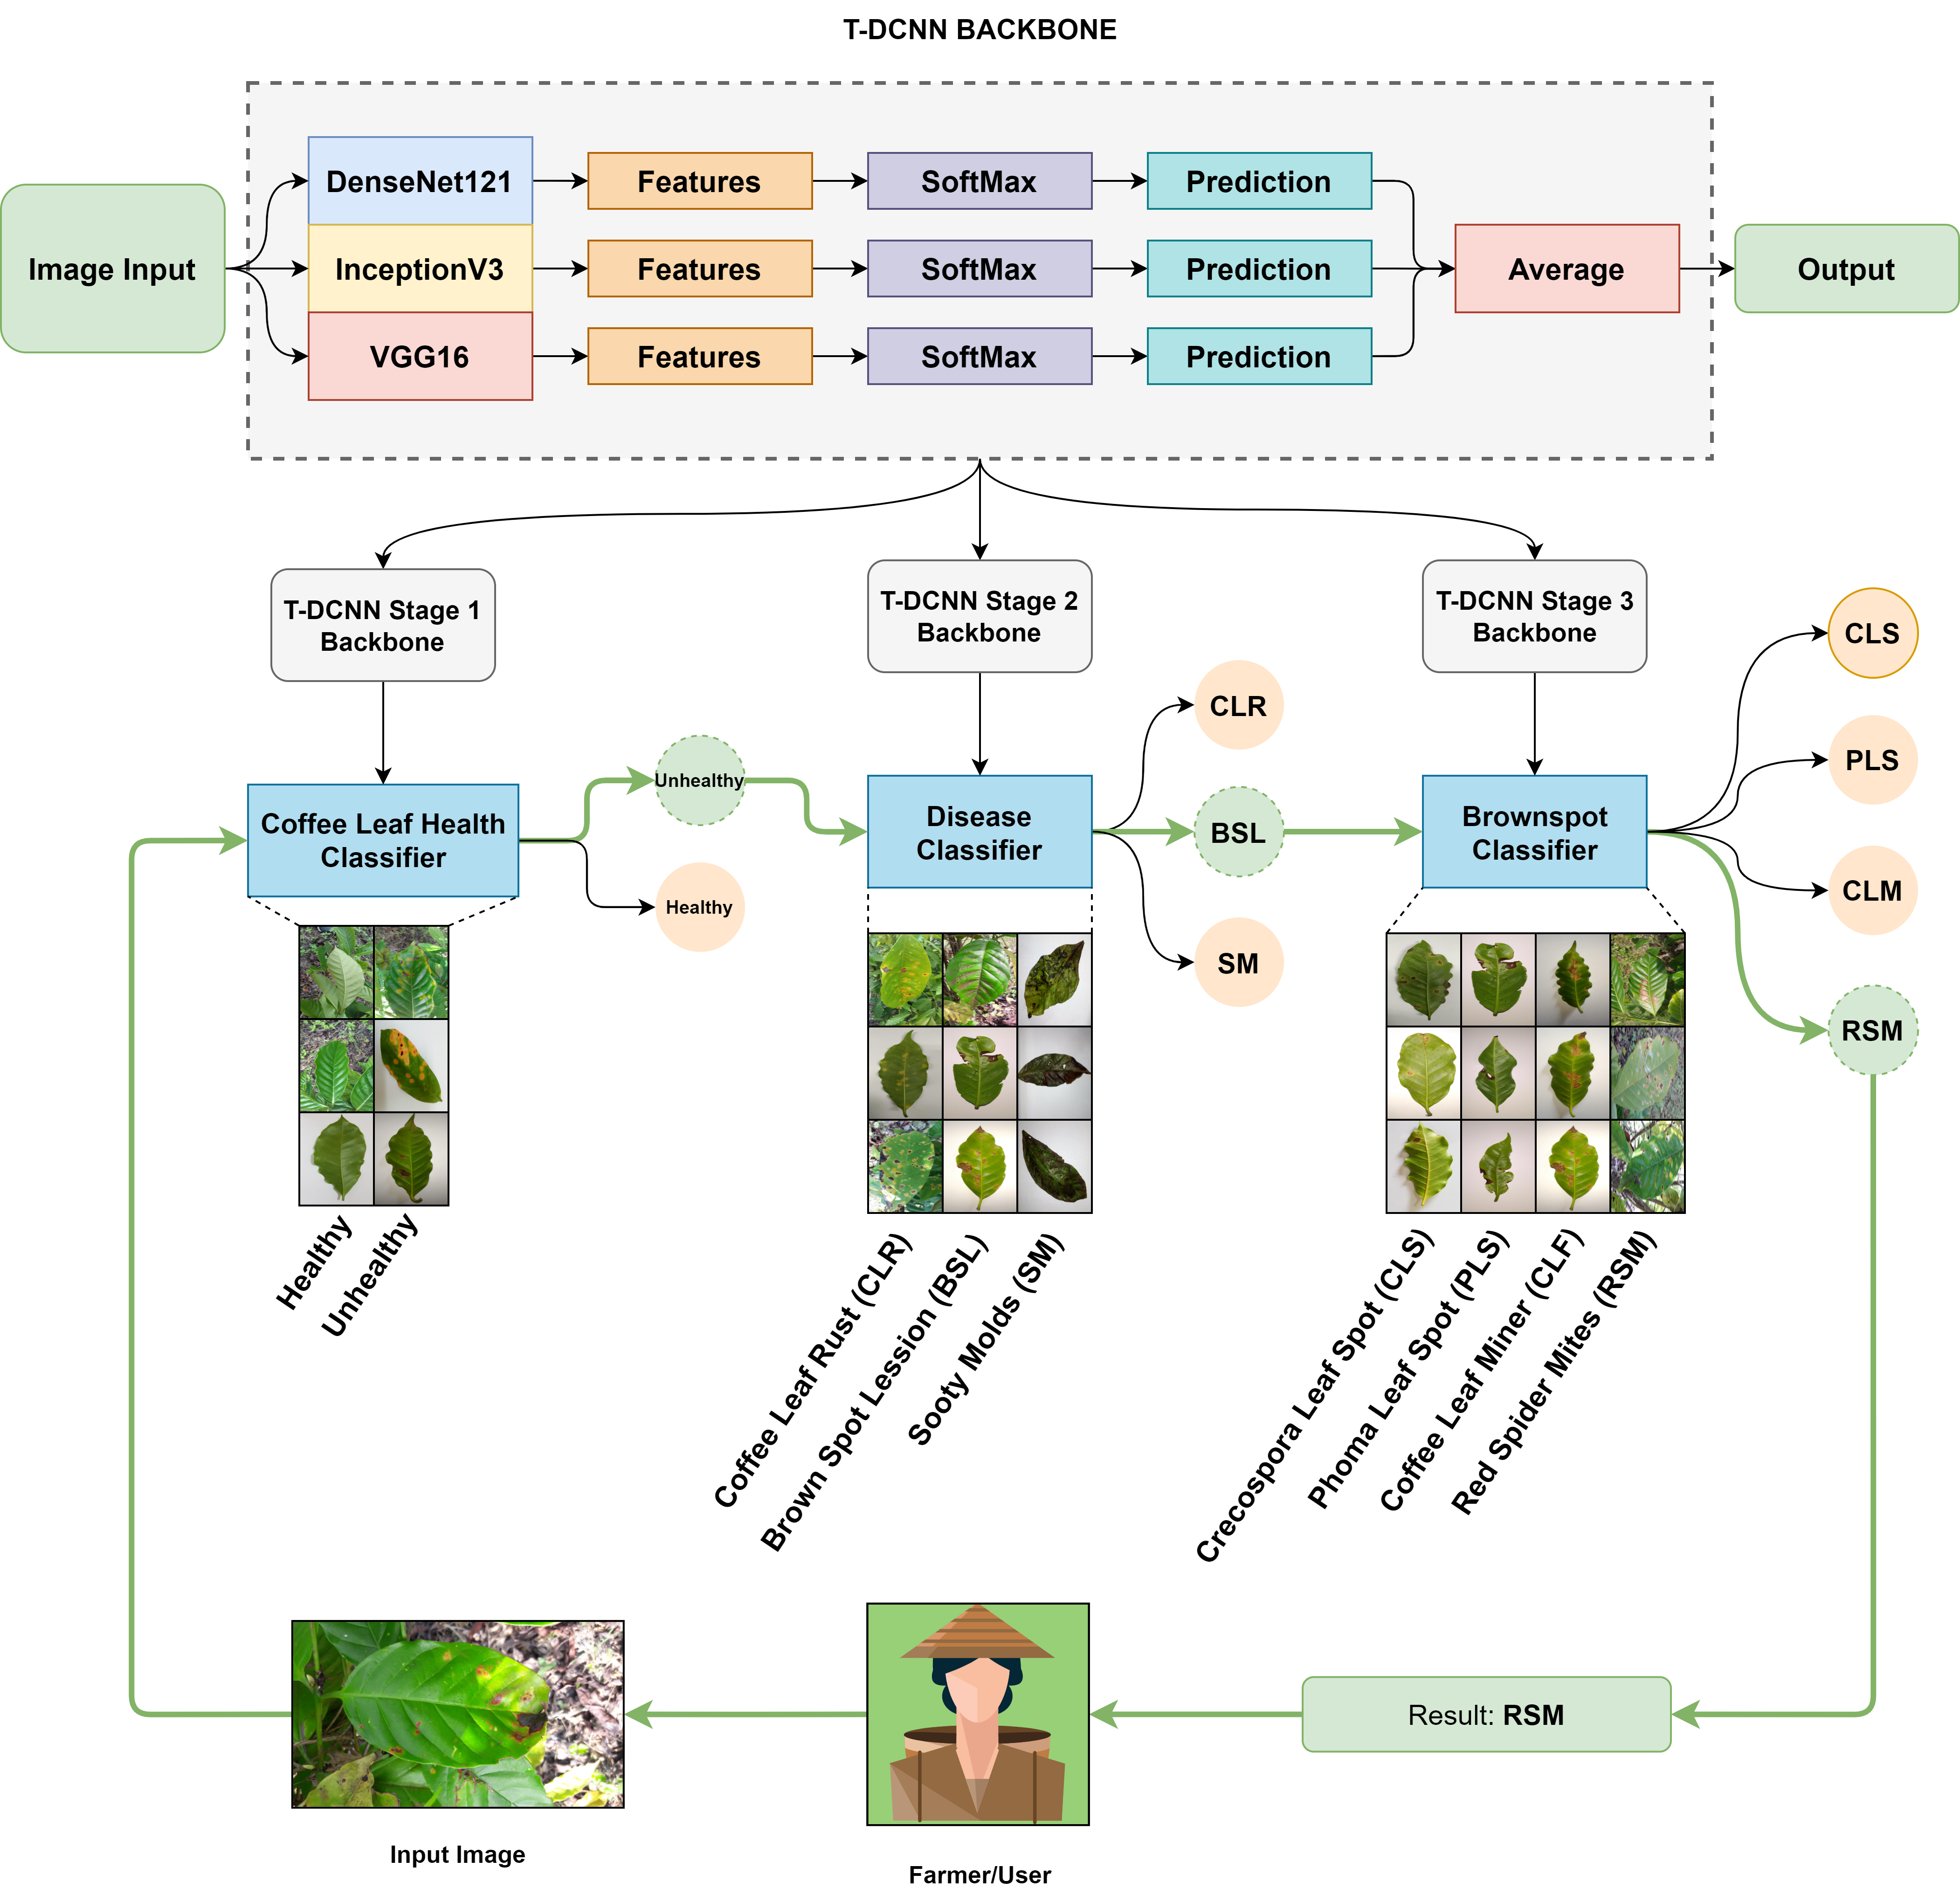 T-DCNN BACKBONE
Image Input
DenseNet121
Features
SoftMax
Prediction
InceptionV3
Features
SoftMax
Prediction
VGG16
Features
SoftMax
Prediction
Average
Output
T-DCNN Stage 1
Backbone
T-DCNN Stage 2
Backbone
T-DCNN Stage 3
Backbone
Coffee Leaf Health
Classifier
Unhealthy
Healthy
Disease
Classifier
CLR
BSL
SM
Brownspot
Classifier
CLS
PLS
CLM
RSM
Healthy
Unhealthy
Coffee Leaf Rust (CLR)
Brown Spot Lession (BSL)
Sooty Molds (SM)
Crecospora Leaf Spot (CLS)
Phoma Leaf Spot (PLS)
Coffee Leaf Miner (CLF)
Red Spider Mites (RSM)
Result: RSM
Input Image
Farmer/User